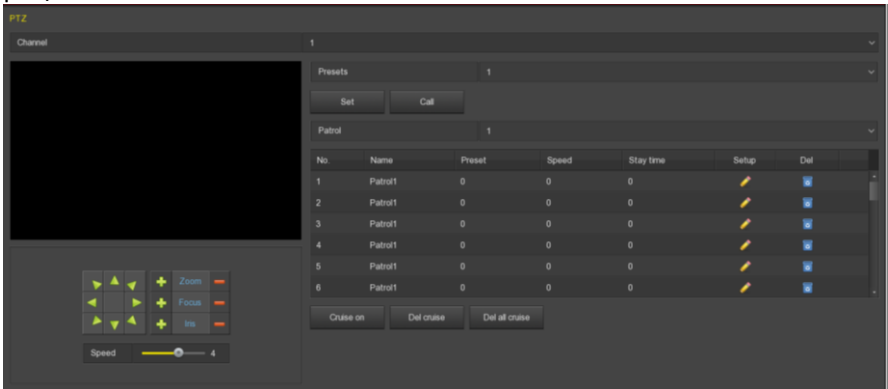 PTZ
Channel 1
Presets 1
Set Call
Patrol 1
No. Name Preset Speed Stay time Setup Del
1 Patrol1 0 0 0
2 Patrol1 0 0 0
3 Patrol1 0 0 0
4 Patrol1 0 0 0
5 Patrol1 0 0 0
6 Patrol1 0 0 0
Cruise on Del cruise Del all cruise
Zoom
Focus
Iris
Speed 4